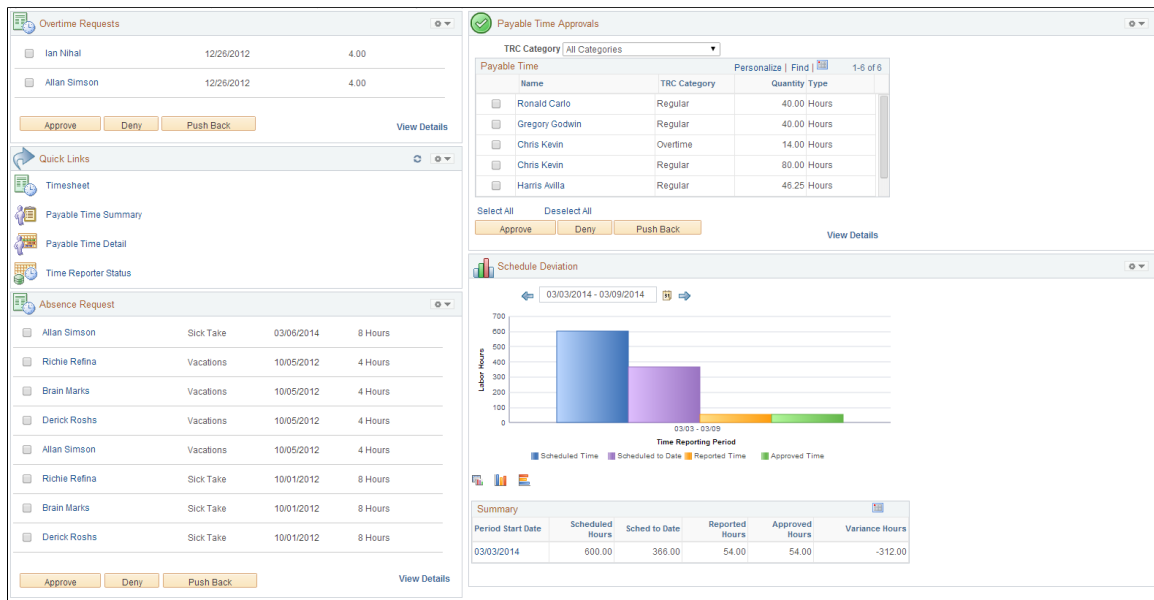 Overtime Requests
Ian Nihal 12/26/2012 4.00
Allan Simson 12/26/2012 4.00
Approve Deny Push Back View Details
Quick Links
Timesheet
Payable Time Summary
Payable Time Detail
Time Reporter Status
Absence Request
Allan Simson Sick Take 03/06/2014 8 Hours
Richie Refina Vacations 10/05/2012 4 Hours
Brain Marks Vacations 10/05/2012 4 Hours
Derick Roshs Vacations 10/05/2012 4 Hours
Allan Simson Vacations 10/05/2012 4 Hours
Richie Refina Sick Take 10/01/2012 8 Hours
Brain Marks Sick Take 10/01/2012 8 Hours
Derick Roshs Sick Take 10/01/2012 8 Hours
Approve Deny Push Back View Details
Payable Time Approvals
TRC Category All Categories
Payable Time Personalize | Find | 1-6 of 6
Name TRC Category Quantity Type
Ronald Carlo Regular 40.00 Hours
Gregory Godwin Regular 40.00 Hours
Chris Kevin Overtime 14.00 Hours
Chris Kevin Regular 80.00 Hours
Harris Avilla Regular 46.25 Hours
Select All Deselect All
Approve Deny Push Back
View Details
Schedule Deviation
03/03/2014 - 03/09/2014 31
Labor Hours
700
600
500
400
300
200
100
0
03/03 - 03/09
Time Reporting Period
Scheduled Time Scheduled to Date Reported Time Approved Time
Summary
Period Start Date Scheduled Hours Sched to Date Reported Hours Approved Hours Variance Hours
03/03/2014 600.00 366.00 54.00 54.00 -312.00